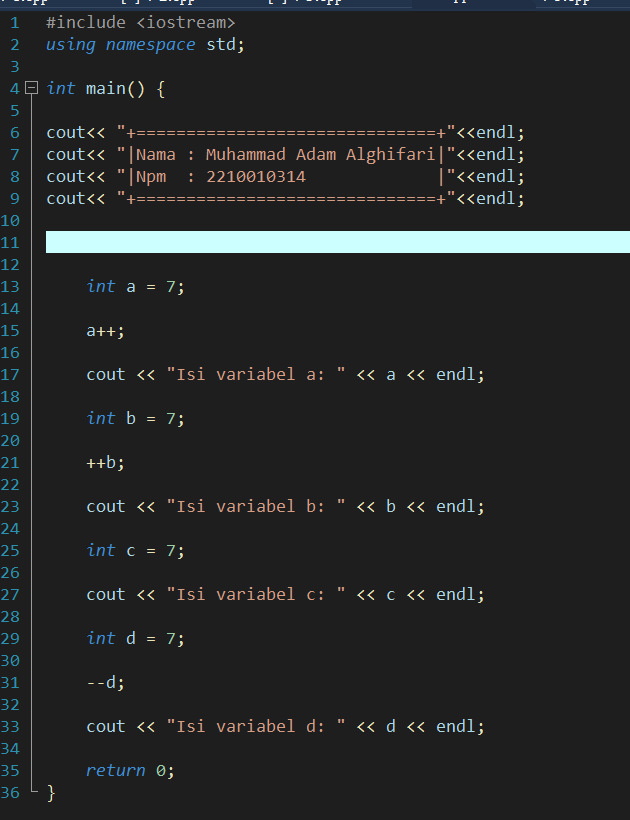 1 #include <iostream>
2 using namespace std;
3
4 int main() {
5
6 cout<< "+==============================+"<<endl;
7 cout<< "|Nama : Muhammad Adam Alghifari|"<<endl;
8 cout<< "|Npm  : 2210010314             |"<<endl;
9 cout<< "+==============================+"<<endl;
10
11
12
13     int a = 7;
14
15     a++;
16
17     cout << "Isi variabel a: " << a << endl;
18
19     int b = 7;
20
21     ++b;
22
23     cout << "Isi variabel b: " << b << endl;
24
25     int c = 7;
26
27     cout << "Isi variabel c: " << c << endl;
28
29     int d = 7;
30
31     --d;
32
33     cout << "Isi variabel d: " << d << endl;
34
35     return 0;
36 }